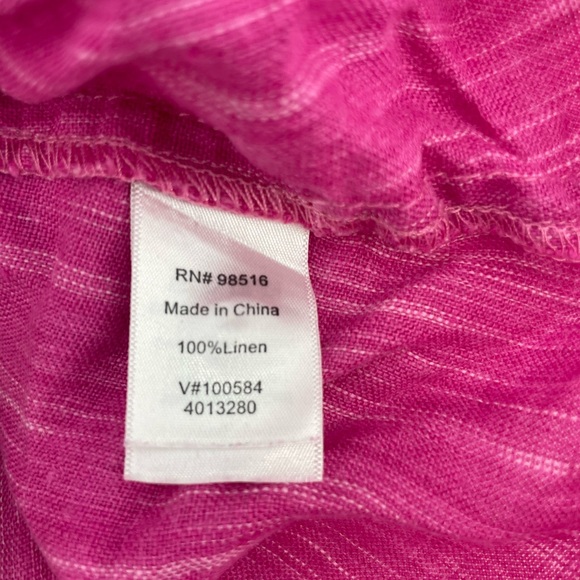 RN# 98516
Made in China
100%Linen
V#100584
4013280